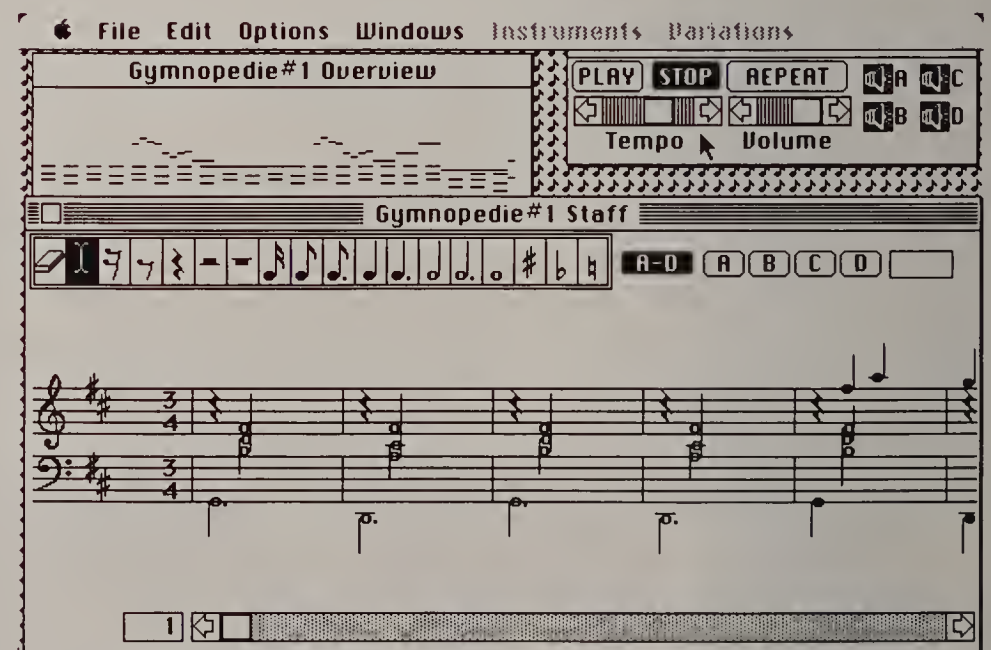 File Edit Options Windows Instruments Variations
Gymnopedie#1 Overview
PLAY STOP REPEAT A C
B D
Tempo Volume
Gymnopedie#1 Staff
A-D A B C D
3 3
4 4
1